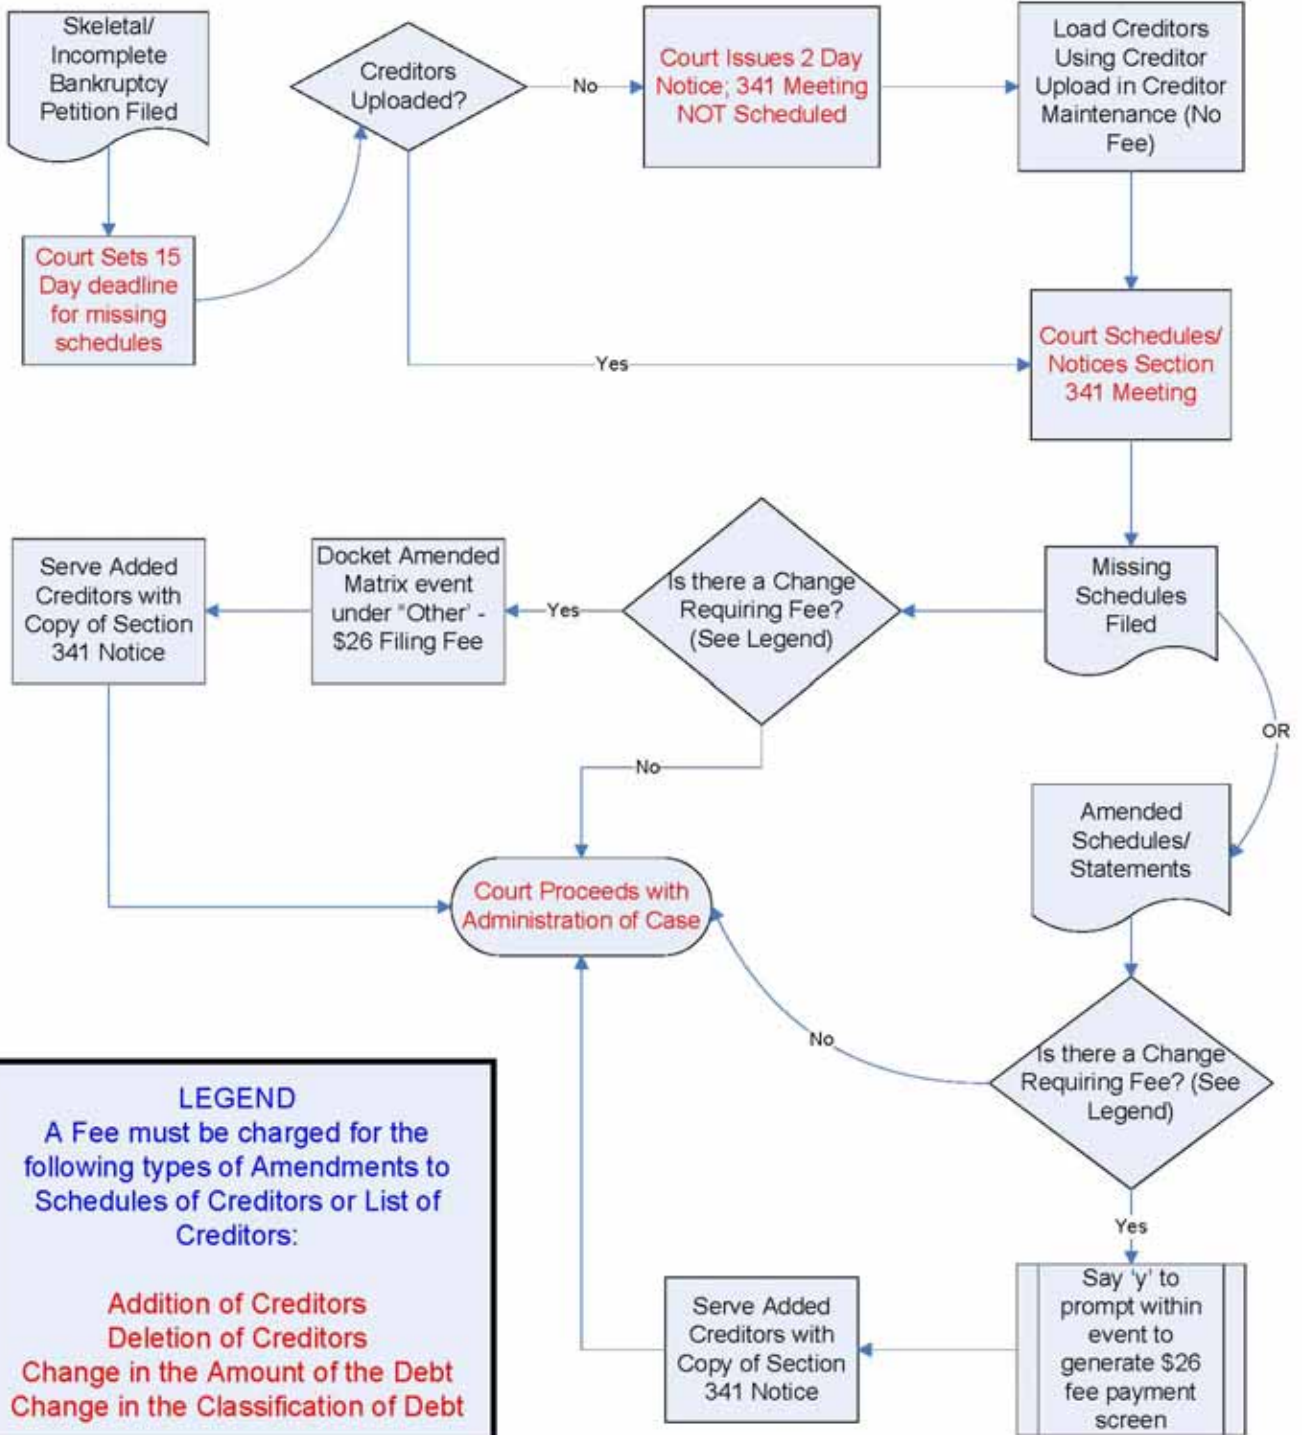 Skeletal/
Incomplete
Bankruptcy
Petition Filed
Court Sets 15
Day deadline
for missing
schedules
Creditors
Uploaded?
No
Court Issues 2 Day
Notice; 341 Meeting
NOT Scheduled
Load Creditors
Using Creditor
Upload in Creditor
Maintenance (No
Fee)
Yes
Court Schedules/
Notices Section
341 Meeting
Missing
Schedules
Filed
Is there a Change
Requiring Fee?
(See Legend)
Yes
Docket Amended
Matrix event
under "Other' -
$26 Filing Fee
Serve Added
Creditors with
Copy of Section
341 Notice
No
OR
Amended
Schedules/
Statements
Court Proceeds with
Administration of Case
No
Is there a Change
Requiring Fee? (See
Legend)
Yes
Say 'y' to
prompt within
event to
generate $26
fee payment
screen
Serve Added
Creditors with
Copy of Section
341 Notice
LEGEND
A Fee must be charged for the
following types of Amendments to
Schedules of Creditors or List of
Creditors:
Addition of Creditors
Deletion of Creditors
Change in the Amount of the Debt
Change in the Classification of Debt